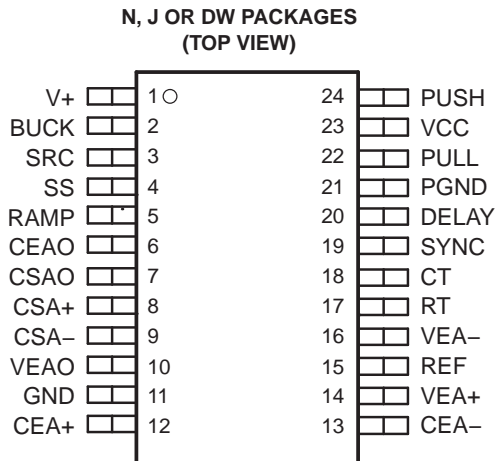 N, J OR DW PACKAGES
(TOP VIEW)
V+ 1 24 PUSH
BUCK 2 23 VCC
SRC 3 22 PULL
SS 4 21 PGND
RAMP 5 20 DELAY
CEAO 6 19 SYNC
CSAO 7 18 CT
CSA+ 8 17 RT
CSA− 9 16 VEA−
VEAO 10 15 REF
GND 11 14 VEA+
CEA+ 12 13 CEA−